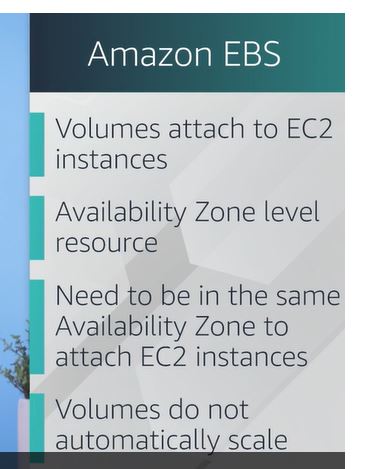 Amazon EBS
Volumes attach to EC2
instances
Availability Zone level
resource
Need to be in the same
Availability Zone to
attach EC2 instances
Volumes do not
automatically scale